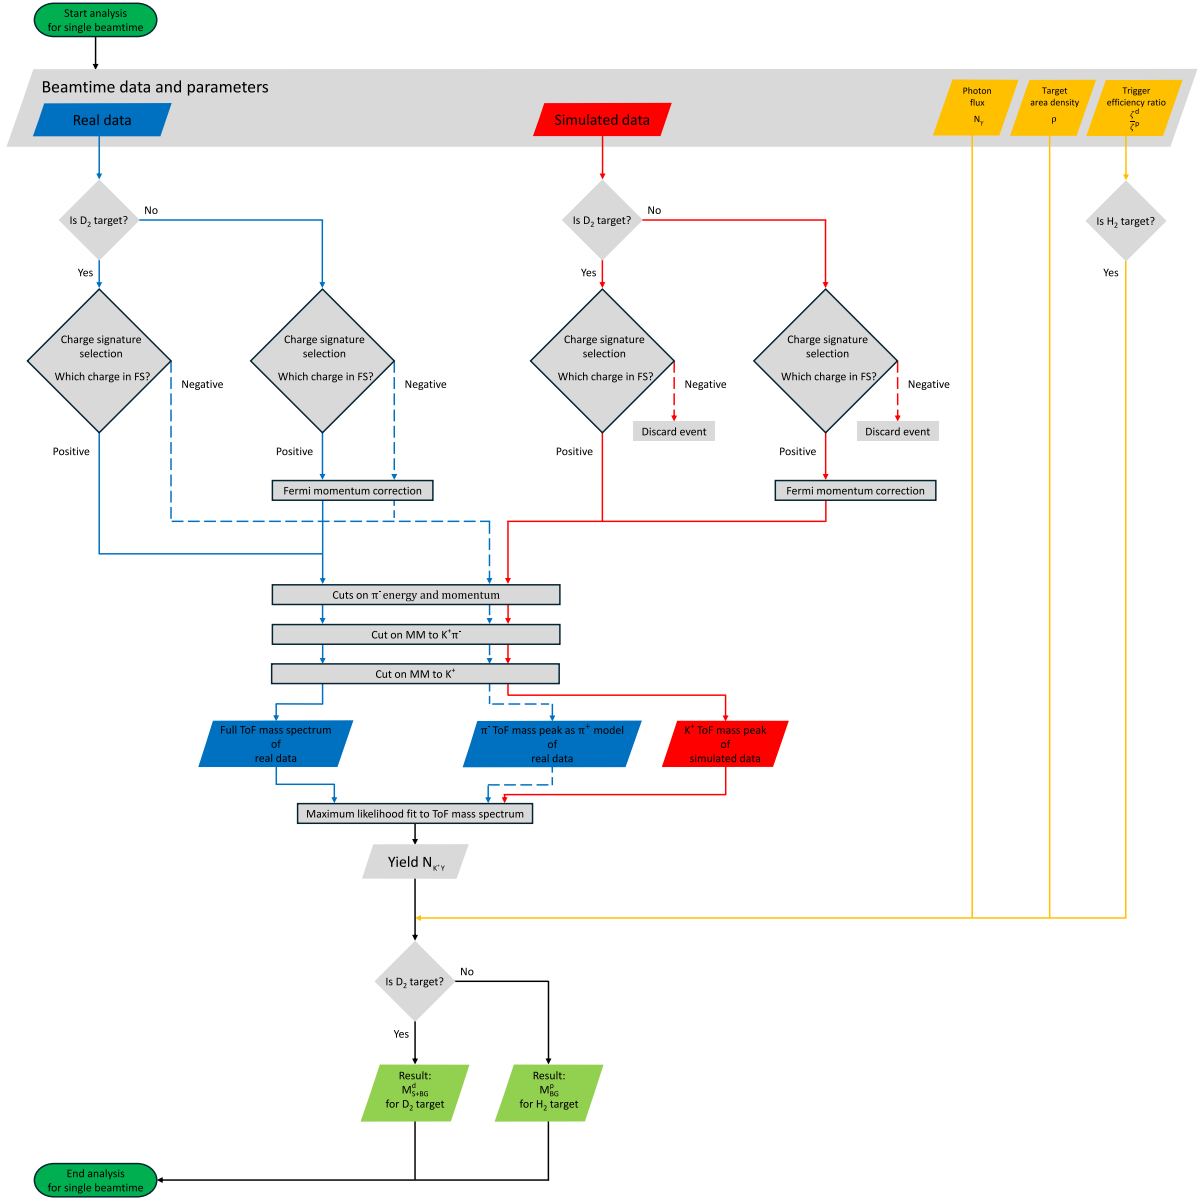 Start analysis
for single beamtime
Beamtime data and parameters
Real data
Simulated data
Photon
flux
Nγ
Target
area density
ρ
Trigger
efficiency ratio
ζᵈ
ζᵖ
Is D₂ target?
No
Yes
Is D₂ target?
No
Yes
Is H₂ target?
Yes
Charge signature
selection
Which charge in FS?
Negative
Positive
Charge signature
selection
Which charge in FS?
Negative
Positive
Charge signature
selection
Which charge in FS?
Negative
Discard event
Positive
Charge signature
selection
Which charge in FS?
Negative
Discard event
Positive
Fermi momentum correction
Fermi momentum correction
Cuts on π⁻ energy and momentum
Cut on MM to K⁺π⁻
Cut on MM to K⁺
Full ToF mass spectrum
of
real data
π⁻ ToF mass peak as π⁺ model
of
real data
K⁺ ToF mass peak
of
simulated data
Maximum likelihood fit to ToF mass spectrum
Yield N_K⁺Y
Is D₂ target?
No
Yes
Result:
M^d_S+BG
for D₂ target
Result:
M^p_BG
for H₂ target
End analysis
for single beamtime